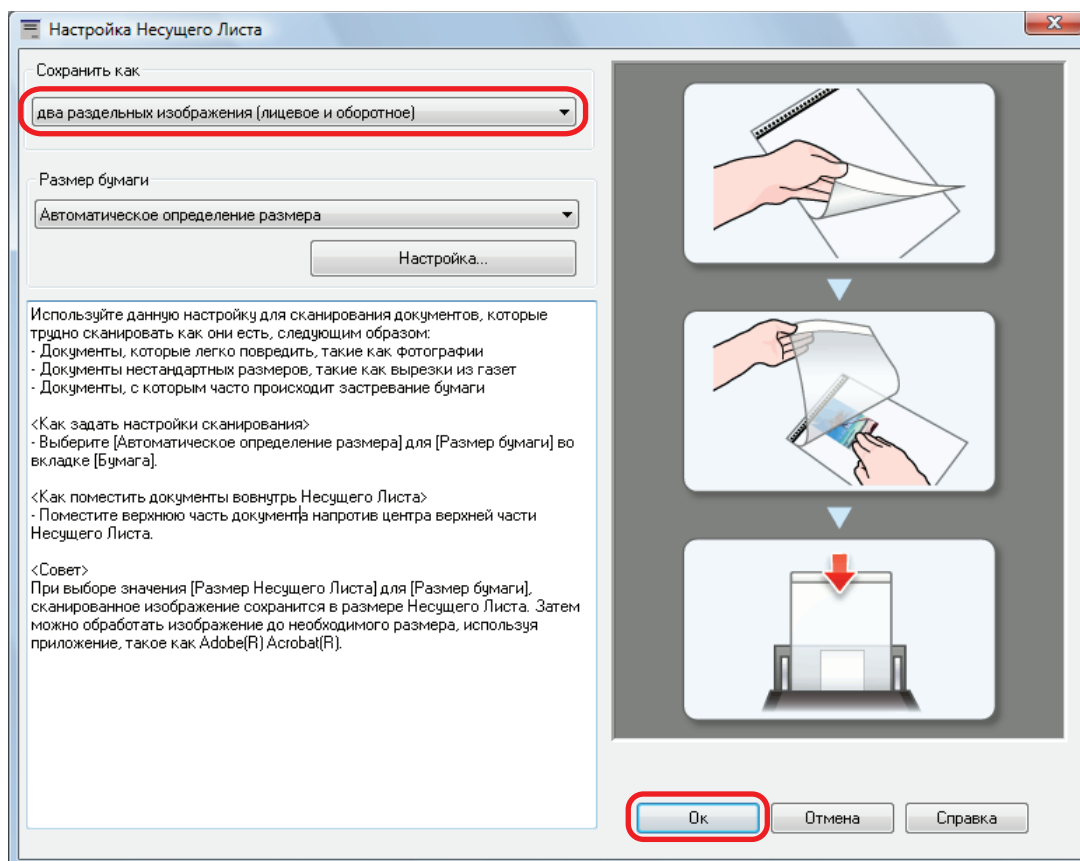 Настройка Несущего Листа
X
Сохранить как
два раздельных изображения (лицевое и оборотное)
Размер бумаги
Автоматическое определение размера
Настройка...
Используйте данную настройку для сканирования документов, которые
трудно сканировать как они есть, следующим образом:
- Документы, которые легко повредить, такие как фотографии
- Документы нестандартных размеров, такие как вырезки из газет
- Документы, с которым часто происходит застревание бумаги
<Как задать настройки сканирования>
- Выберите [Автоматическое определение размера] для [Размер бумаги] во
вкладке [Бумага].
<Как поместить документы вовнутрь Несущего Листа>
- Поместите верхнюю часть документа напротив центра верхней части
Несущего Листа.
<Совет>
При выборе значения [Размер Несущего Листа] для [Размер бумаги],
сканированное изображение сохранится в размере Несущего Листа. Затем
можно обработать изображение до необходимого размера, используя
приложение, такое как Adobe(R) Acrobat(R).
Ок
Отмена
Справка